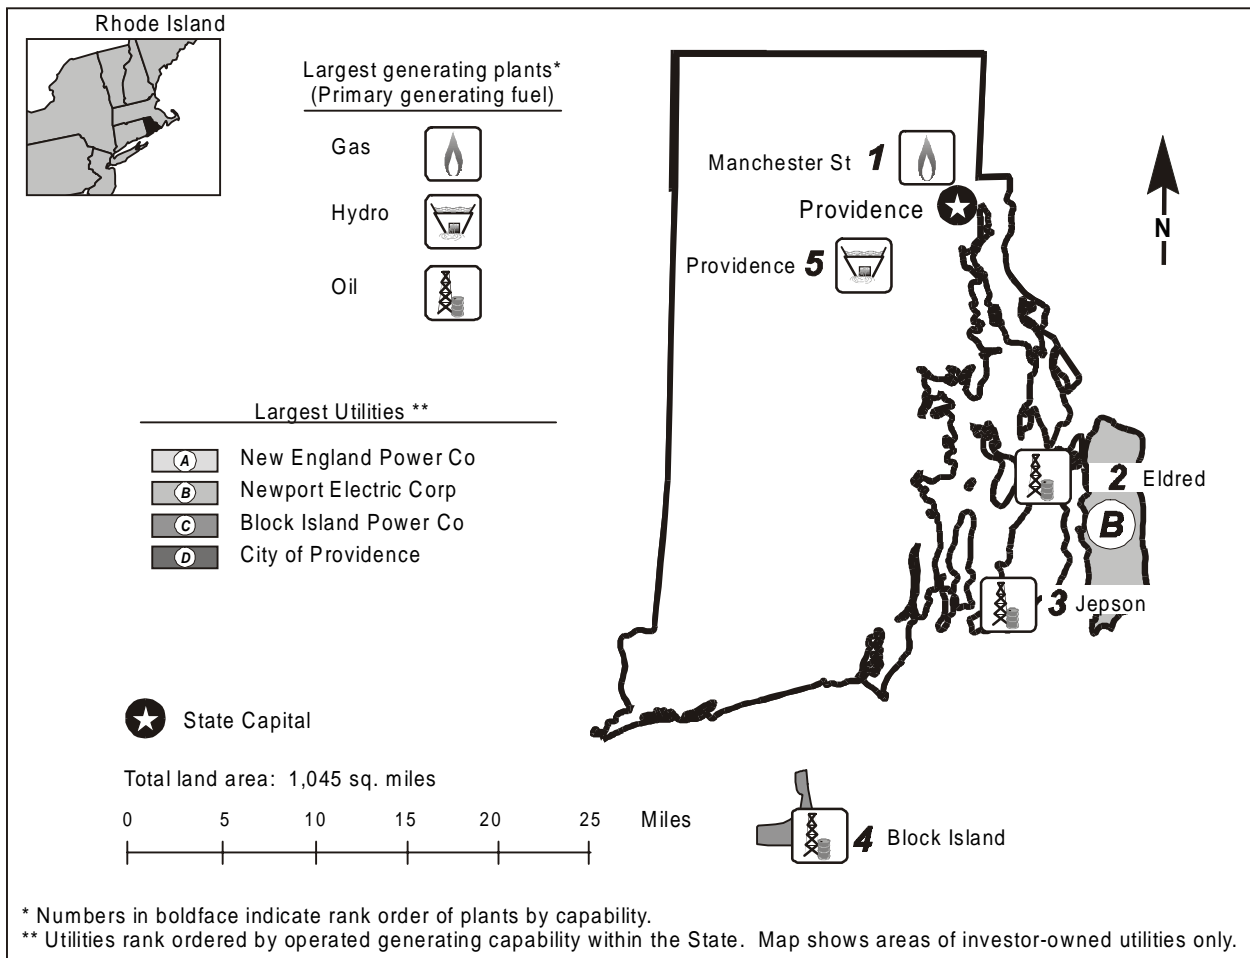 Rhode Island
Largest generating plants*
(Primary generating fuel)
Gas
Hydro
Oil
Manchester St 1
Providence
Providence 5
N
Largest Utilities **
A New England Power Co
B Newport Electric Corp
C Block Island Power Co
D City of Providence
2 Eldred
B
3 Jepson
State Capital
Total land area: 1,045 sq. miles
0 5 10 15 20 25 Miles
4 Block Island
* Numbers in boldface indicate rank order of plants by capability.
** Utilities rank ordered by operated generating capability within the State. Map shows areas of investor-owned utilities only.